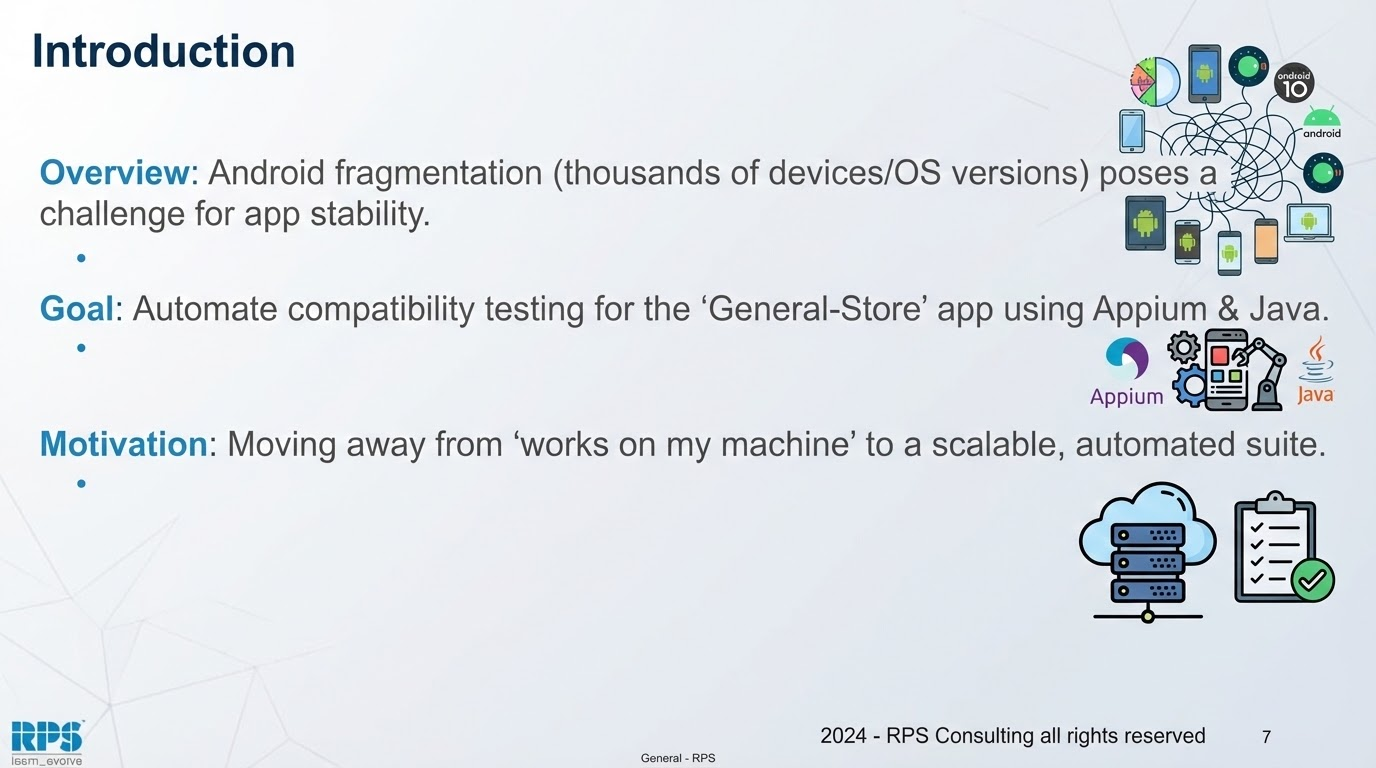 Introduction
android
10
android
Overview: Android fragmentation (thousands of devices/OS versions) poses a
challenge for app stability.
•
Goal: Automate compatibility testing for the ‘General-Store’ app using Appium & Java.
•
Appium
Java
Motivation: Moving away from ‘works on my machine’ to a scalable, automated suite.
•
RPS
2024 - RPS Consulting all rights reserved
7
General - RPS